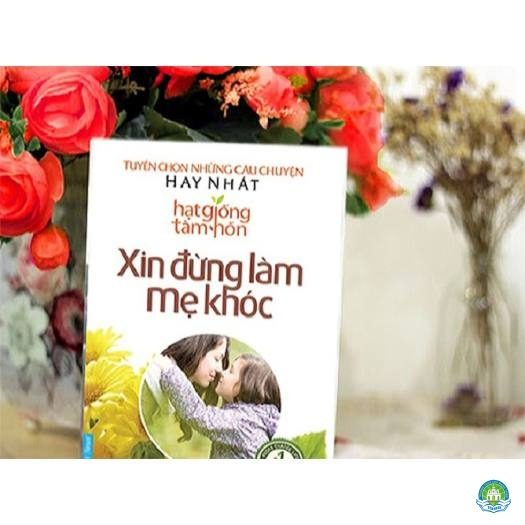 TUYỂN CHỌN NHỮNG CÂU CHUYỆN
HAY NHẤT
hạt giống
tâm hồn
Xin đừng làm
mẹ khóc